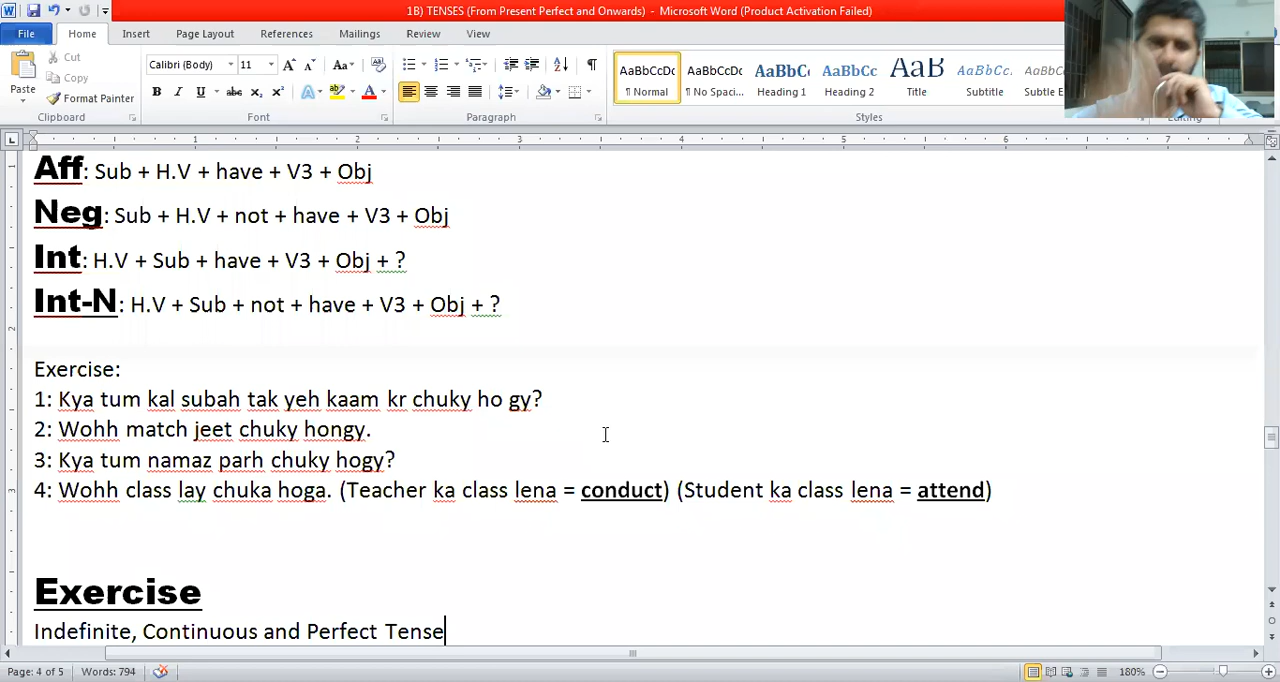 1B) TENSES (From Present Perfect and Onwards) - Microsoft Word (Product Activation Failed)
File Home Insert Page Layout References Mailings Review View
Paste
Cut
Copy
Format Painter
Clipboard
Calibri (Body) 11
Font
Paragraph
AaBbCcDc AaBbCcDc AaBbC AaBbCc AaB AaBbCc. AaBbCc
¶ Normal ¶ No Spaci... Heading 1 Heading 2 Title Subtitle Subtle E
Styles
Aff: Sub + H.V + have + V3 + Obj
Neg: Sub + H.V + not + have + V3 + Obj
Int: H.V + Sub + have + V3 + Obj + ?
Int-N: H.V + Sub + not + have + V3 + Obj + ?
Exercise:
1: Kya tum kal subah tak yeh kaam kr chuky ho gy?
2: Wohh match jeet chuky hongy.
3: Kya tum namaz parh chuky hogy?
4: Wohh class lay chuka hoga. (Teacher ka class lena = conduct) (Student ka class lena = attend)
Exercise
Indefinite, Continuous and Perfect Tense
Page: 4 of 5 Words: 794 180%